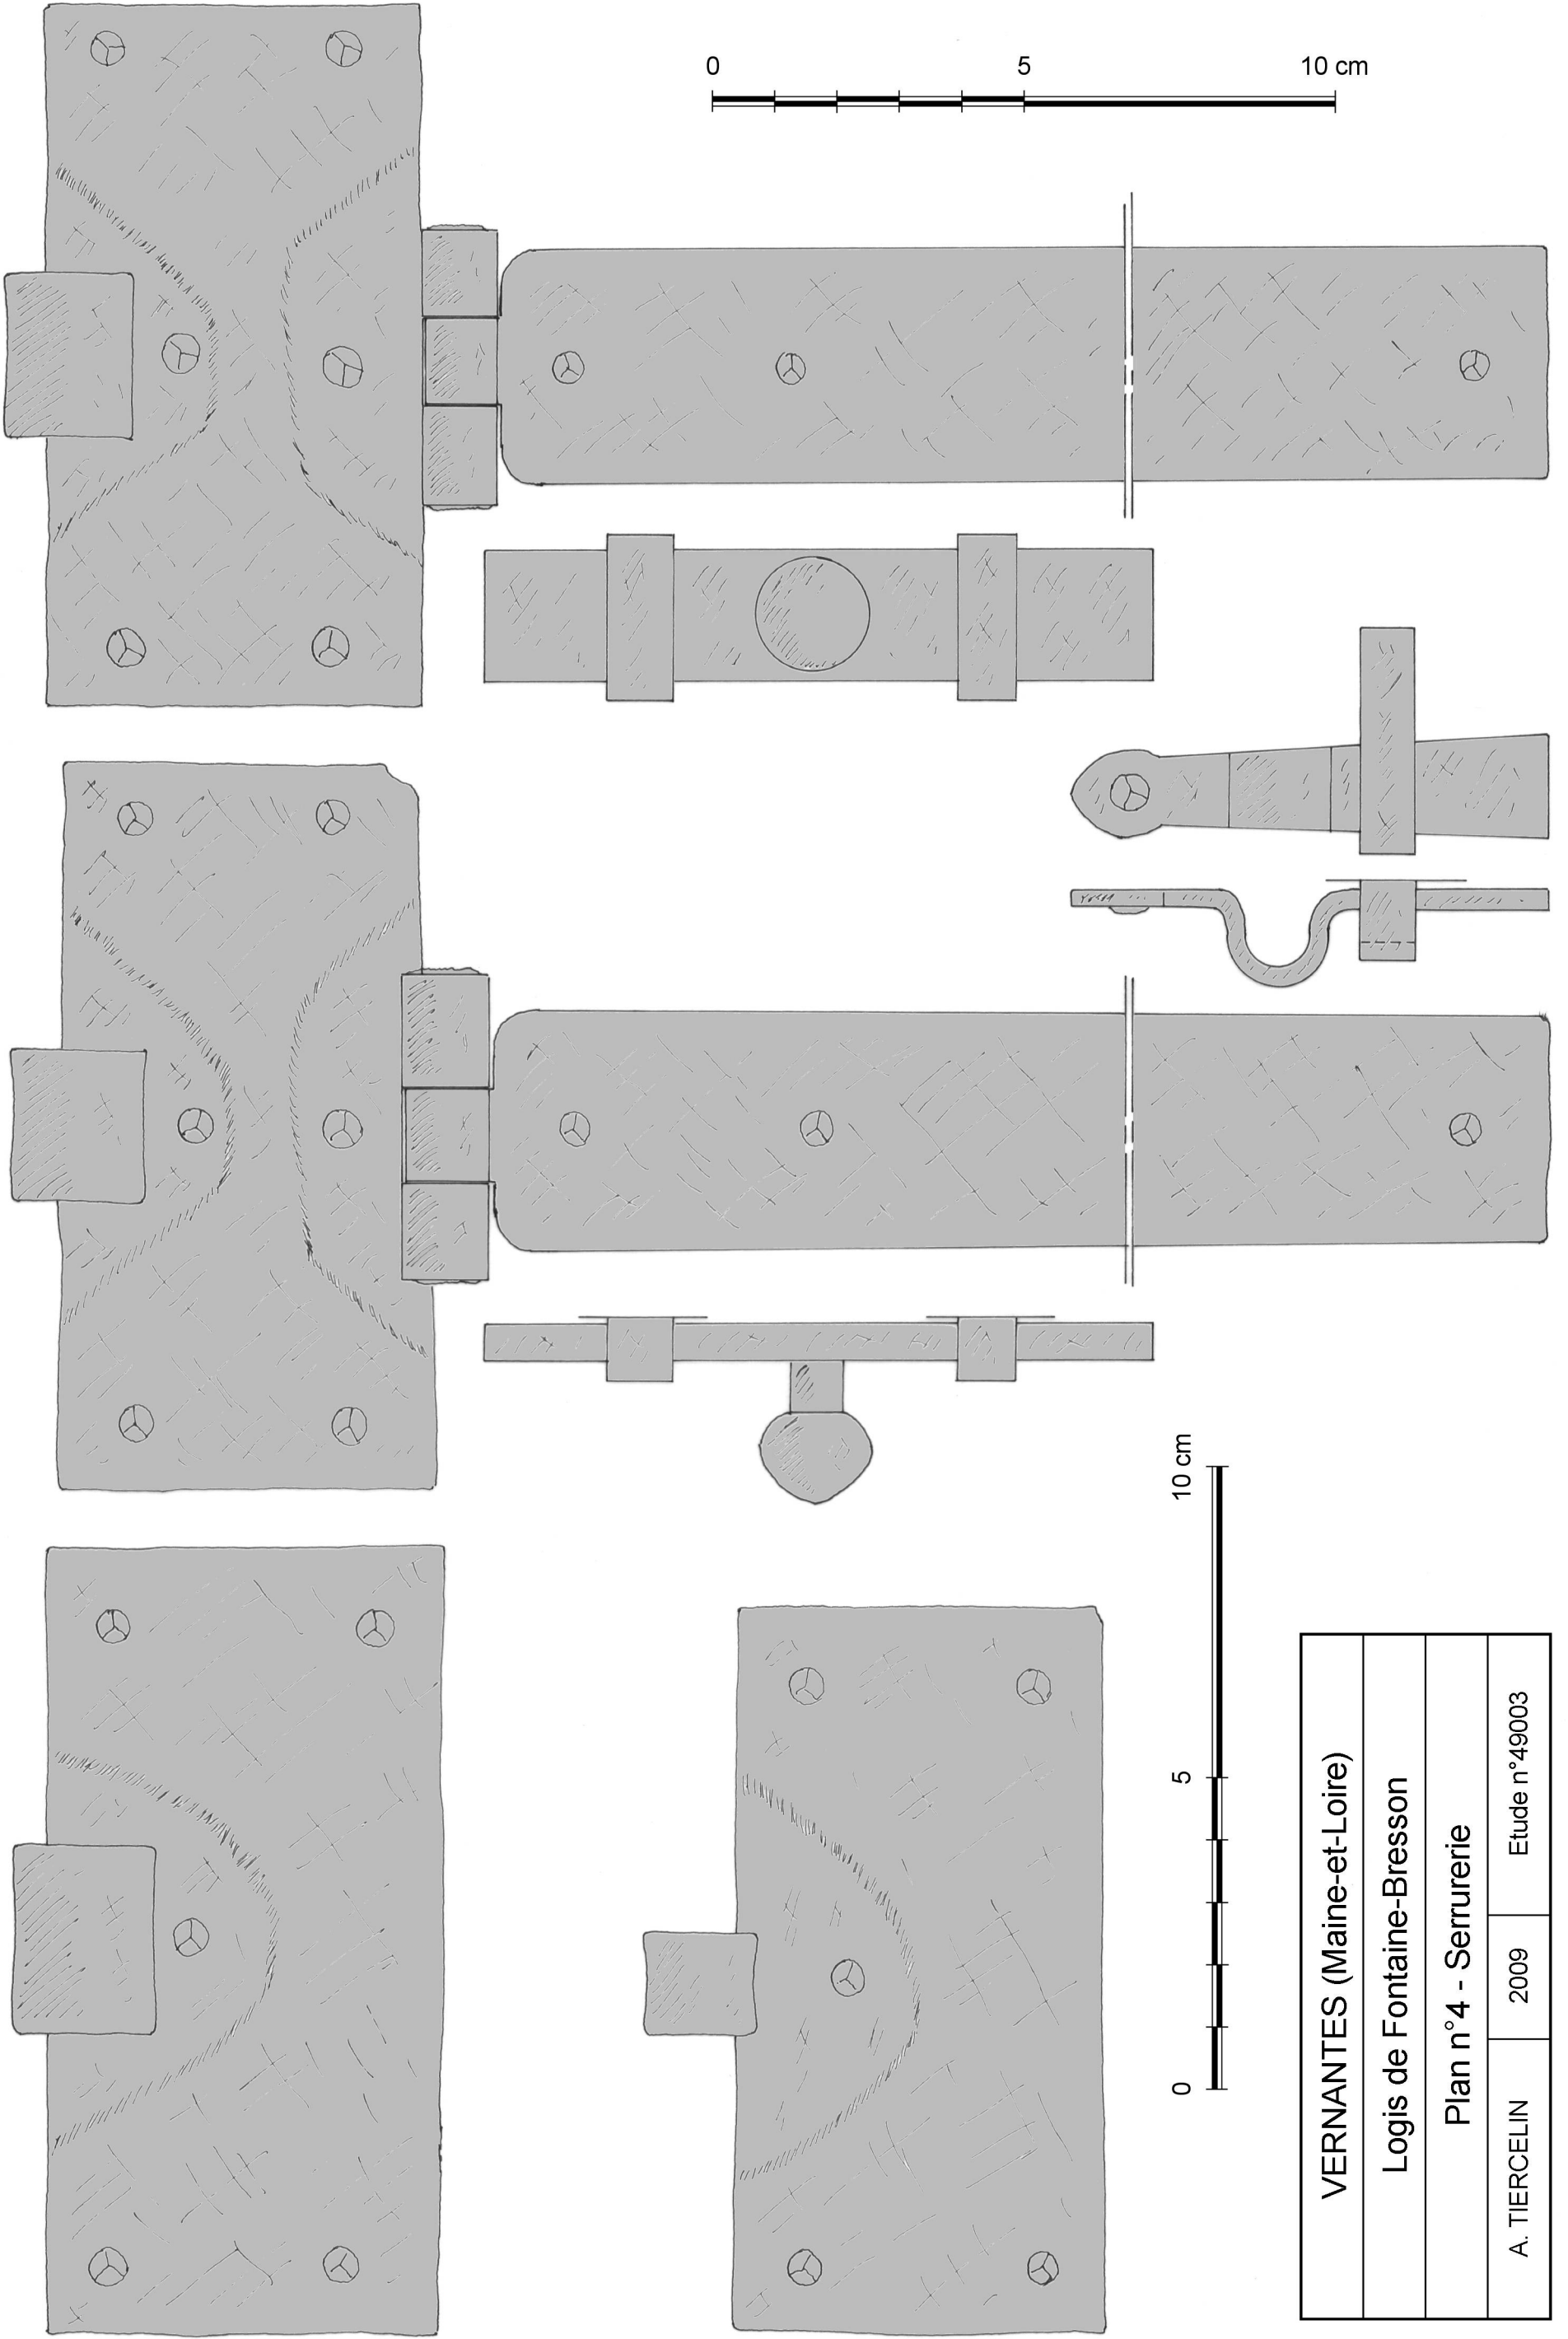 0 5 10 cm
10 cm
5
0
VERNANTES (Maine-et-Loire)
Logis de Fontaine-Bresson
Plan n°4 - Serrurerie
A. TIERCELIN 2009 Etude n°49003